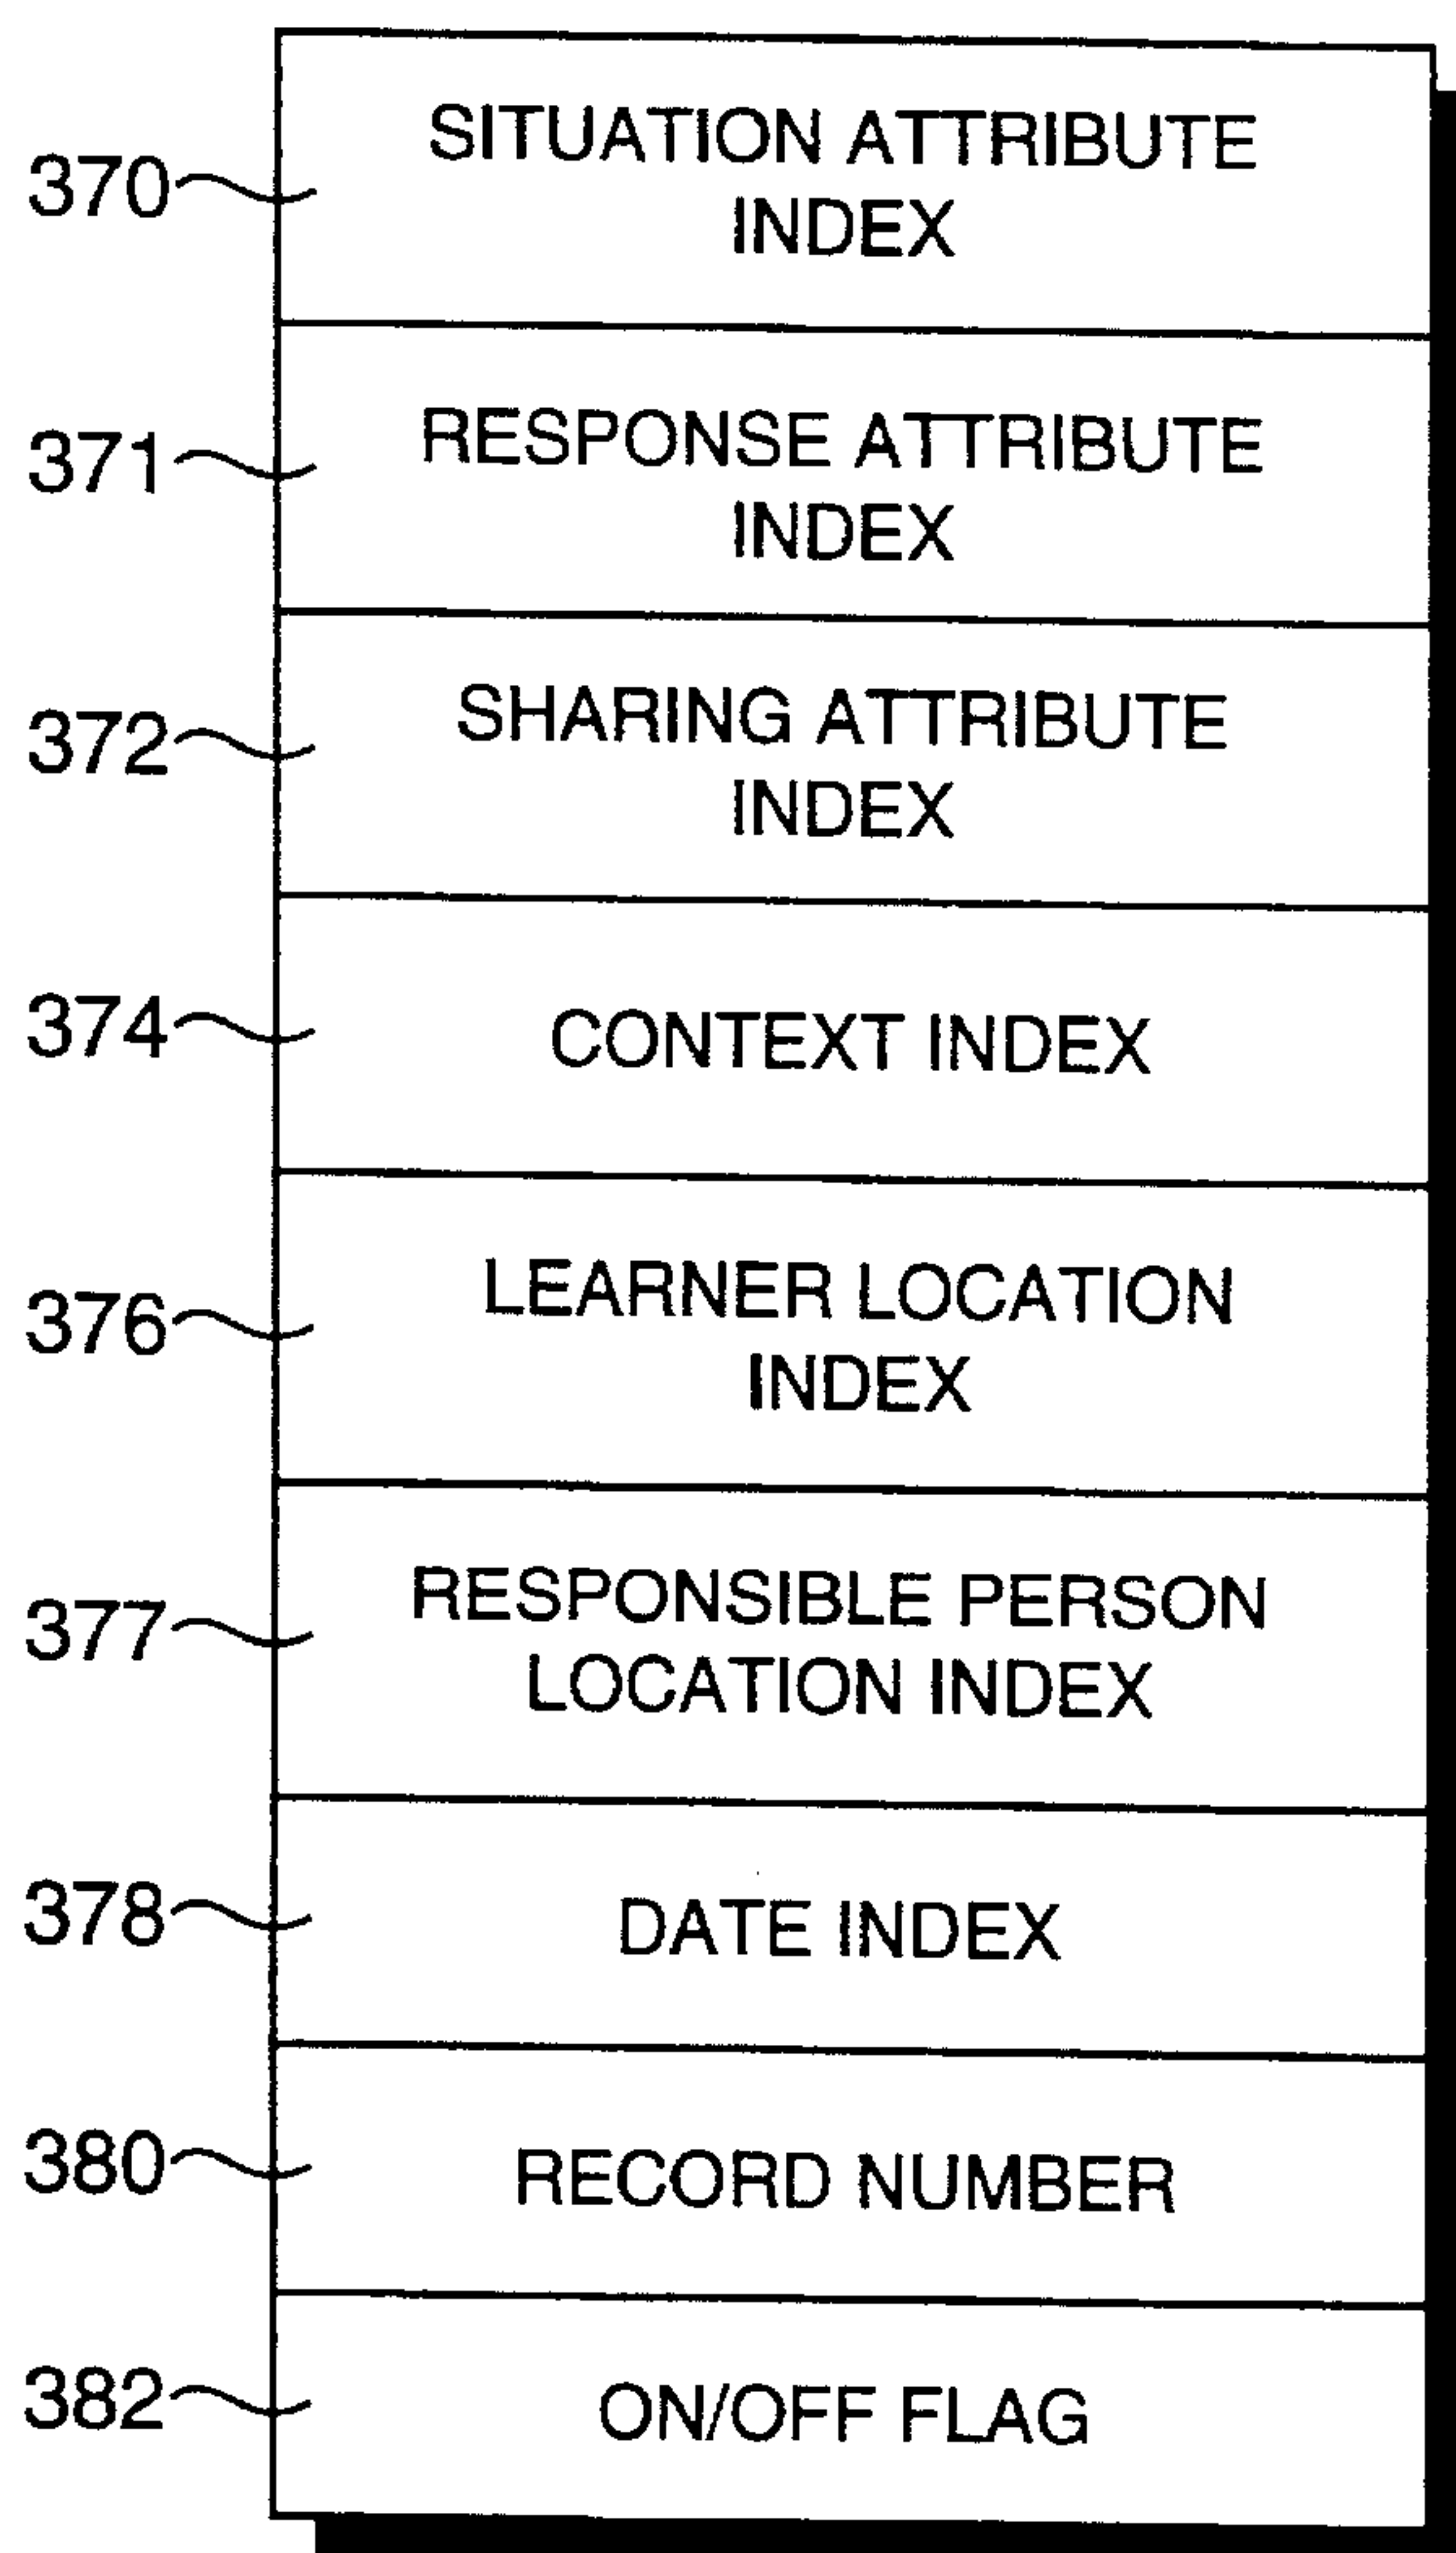 370
SITUATION ATTRIBUTE
INDEX
371
RESPONSE ATTRIBUTE
INDEX
372
SHARING ATTRIBUTE
INDEX
374
CONTEXT INDEX
376
LEARNER LOCATION
INDEX
377
RESPONSIBLE PERSON
LOCATION INDEX
378
DATE INDEX
380
RECORD NUMBER
382
ON/OFF FLAG